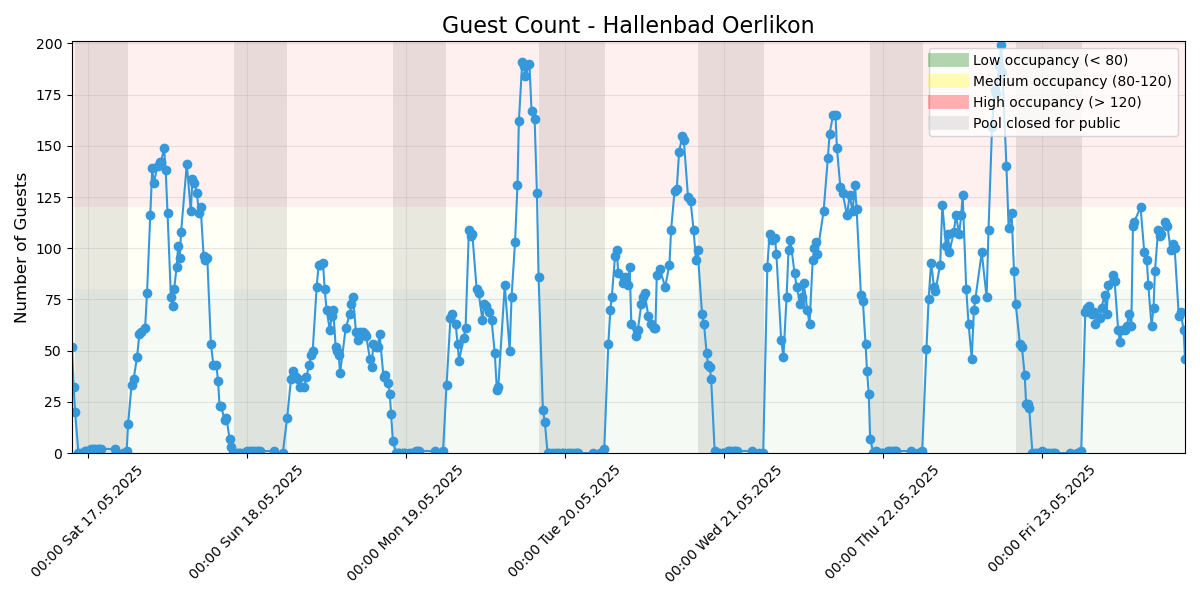 Guest Count - Hallenbad Oerlikon
Number of Guests
200
175
150
125
100
75
50
25
0
Low occupancy (< 80)
Medium occupancy (80-120)
High occupancy (> 120)
Pool closed for public
00:00 Sat 17.05.2025
00:00 Sun 18.05.2025
00:00 Mon 19.05.2025
00:00 Tue 20.05.2025
00:00 Wed 21.05.2025
00:00 Thu 22.05.2025
00:00 Fri 23.05.2025